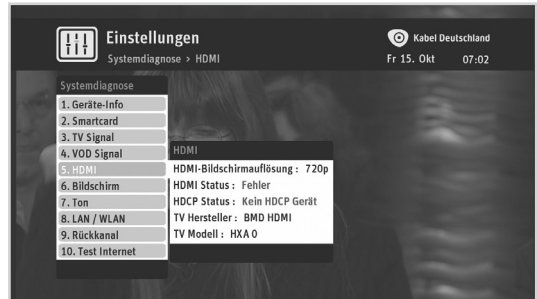 Einstellungen
Systemdiagnose > HDMI
Kabel Deutschland
Fr 15. Okt 07:02
Systemdiagnose
1. Geräte-Info
2. Smartcard
3. TV Signal
4. VOD Signal
5. HDMI
6. Bildschirm
7. Ton
8. LAN / WLAN
9. Rückkanal
10. Test Internet
HDMI
HDMI-Bildschirmauflösung : 720p
HDMI Status : Fehler
HDCP Status : Kein HDCP Gerät
TV Hersteller : BMD HDMI
TV Modell : HXA 0